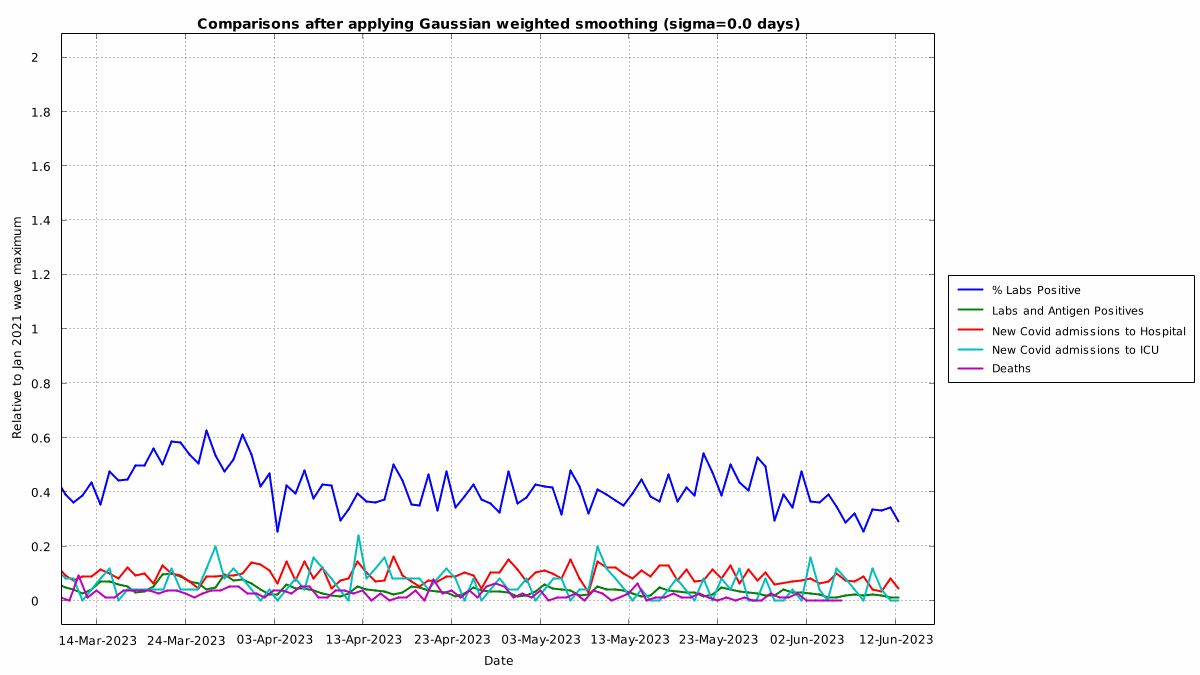 Comparisons after applying Gaussian weighted smoothing (sigma=0.0 days)
2
1.8
1.6
1.4
1.2
1
0.8
0.6
0.4
0.2
0
Relative to Jan 2021 wave maximum
14-Mar-2023 24-Mar-2023 03-Apr-2023 13-Apr-2023 23-Apr-2023 03-May-2023 13-May-2023 23-May-2023 02-Jun-2023 12-Jun-2023
Date
% Labs Positive
Labs and Antigen Positives
New Covid admissions to Hospital
New Covid admissions to ICU
Deaths